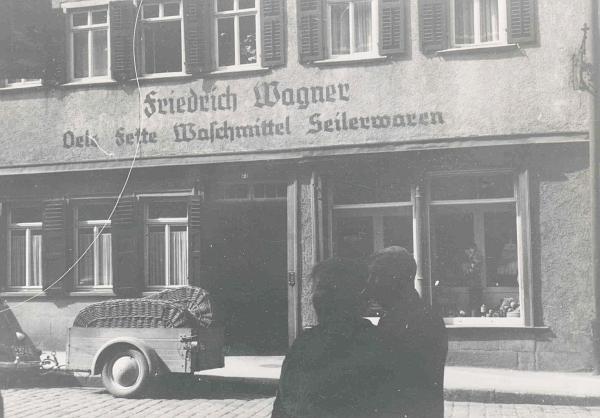 Friedrich Wagner
Oele Fette Waschmittel Seilerwaren